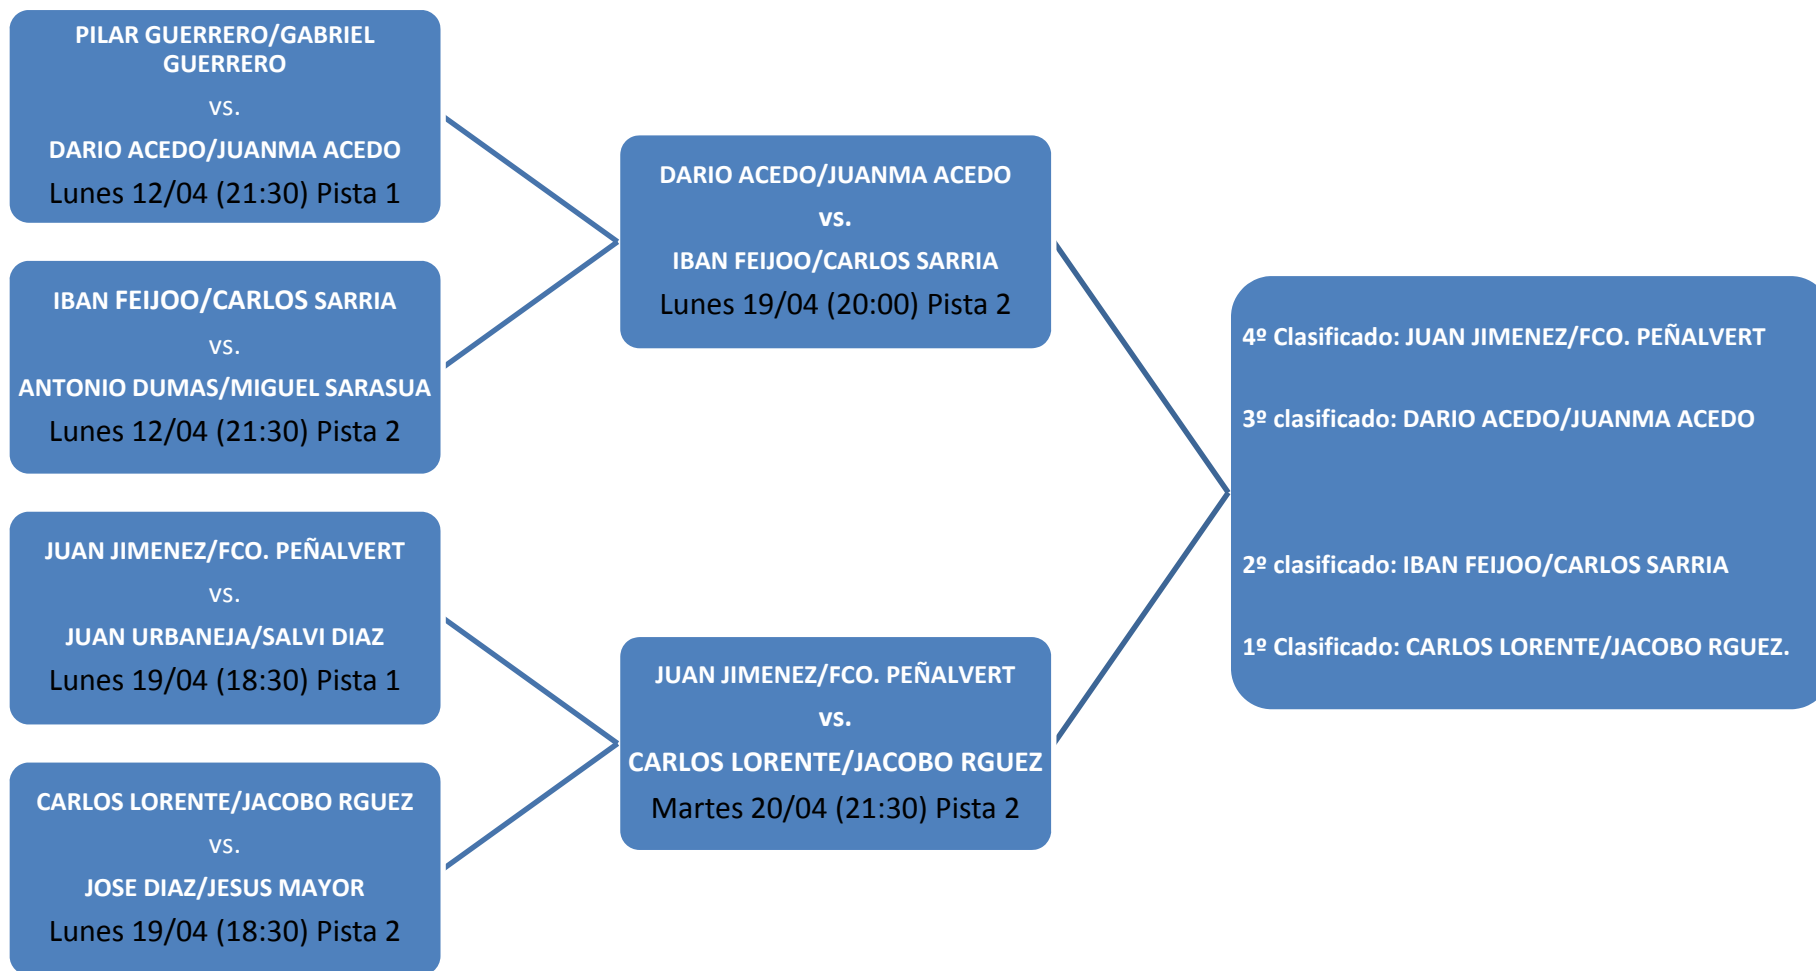 PILAR GUERRERO/GABRIEL
GUERRERO
vs.
DARIO ACEDO/JUANMA ACEDO
Lunes 12/04 (21:30) Pista 1
IBAN FEIJOO/CARLOS SARRIA
vs.
ANTONIO DUMAS/MIGUEL SARASUA
Lunes 12/04 (21:30) Pista 2
JUAN JIMENEZ/FCO. PEÑALVERT
vs.
JUAN URBANEJA/SALVI DIAZ
Lunes 19/04 (18:30) Pista 1
CARLOS LORENTE/JACOBO RGUEZ
vs.
JOSE DIAZ/JESUS MAYOR
Lunes 19/04 (18:30) Pista 2
DARIO ACEDO/JUANMA ACEDO
vs.
IBAN FEIJOO/CARLOS SARRIA
Lunes 19/04 (20:00) Pista 2
JUAN JIMENEZ/FCO. PEÑALVERT
vs.
CARLOS LORENTE/JACOBO RGUEZ
Martes 20/04 (21:30) Pista 2
4º Clasificado: JUAN JIMENEZ/FCO. PEÑALVERT
3º clasificado: DARIO ACEDO/JUANMA ACEDO
2º clasificado: IBAN FEIJOO/CARLOS SARRIA
1º Clasificado: CARLOS LORENTE/JACOBO RGUEZ.